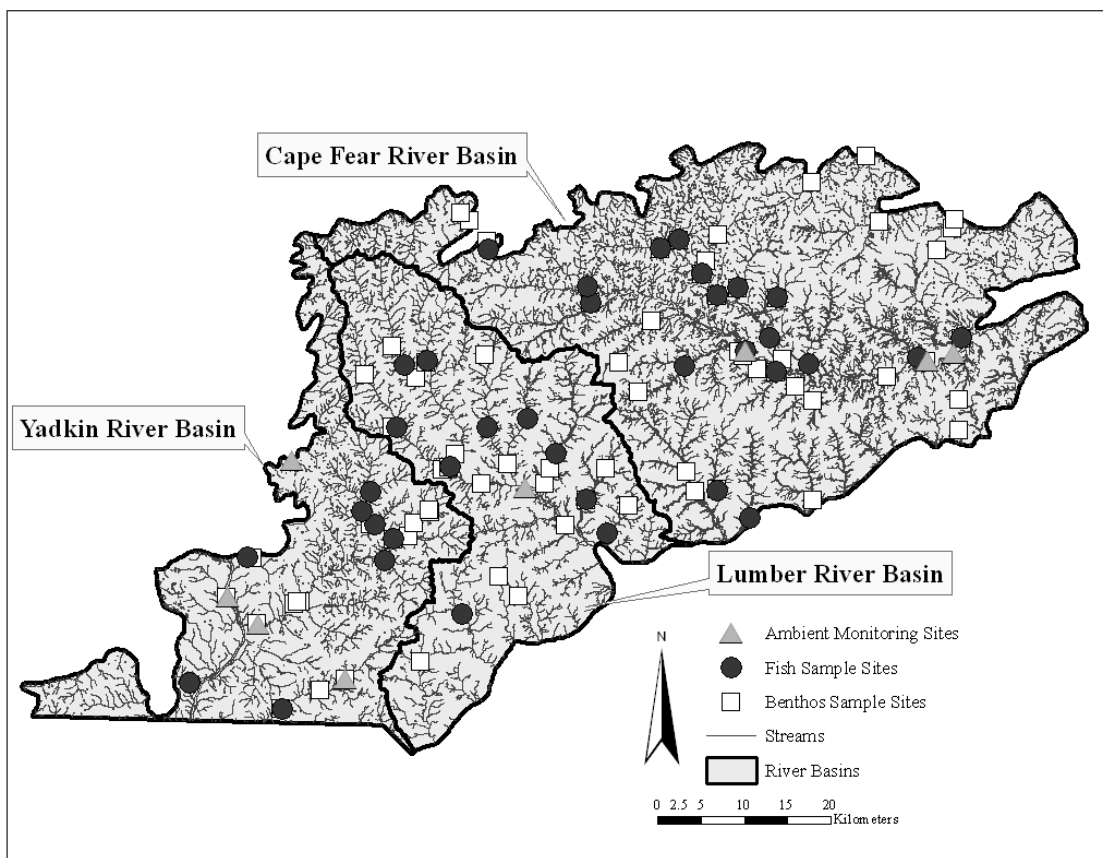 Cape Fear River Basin
Yadkin River Basin
Lumber River Basin
N
Ambient Monitoring Sites
Fish Sample Sites
Benthos Sample Sites
Streams
River Basins
0 2.5 5 10 15 20
Kilometers